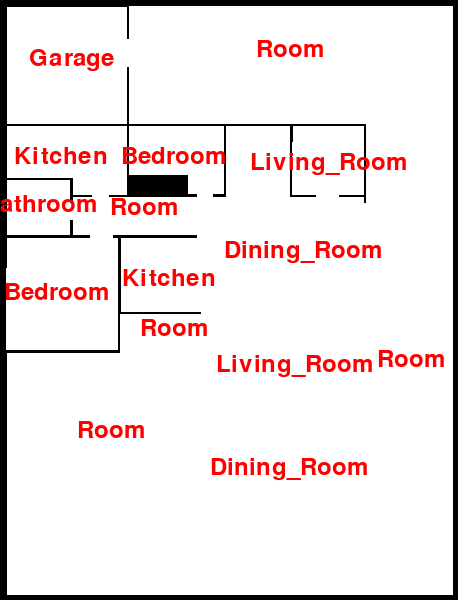 Room
Garage
Kitchen
Bedroom
Living_Room
athroom
Room
Dining_Room
Kitchen
Bedroom
Room
Room
Living_Room
Room
Dining_Room